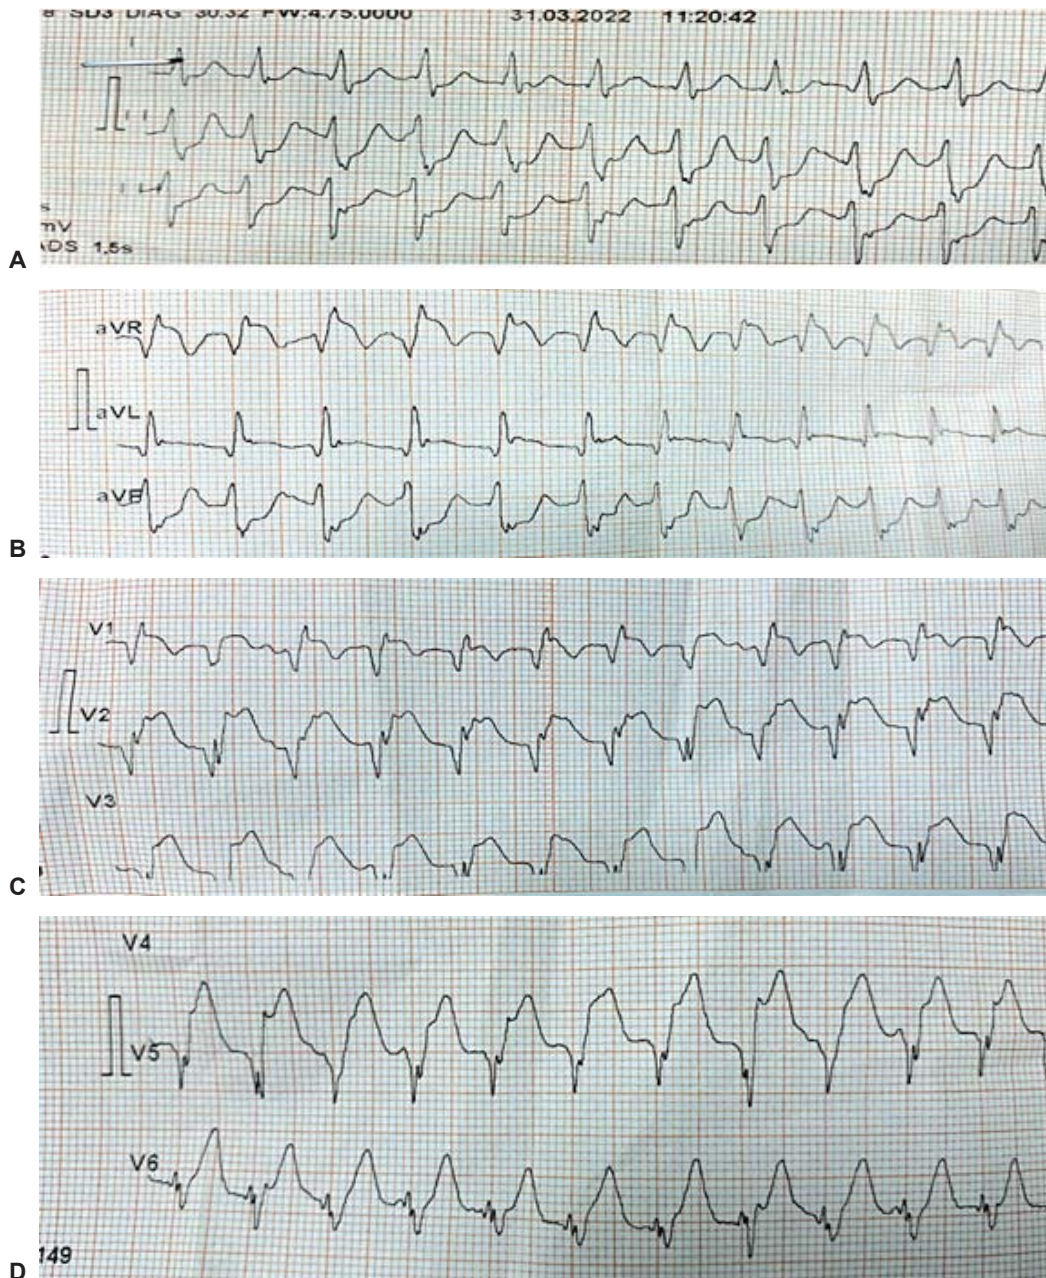 SD3 DIAG 30.32 FW:4.75.0000 31.03.2022 11:20:42
I
I I
mV
ADS 1,5s
A
aVR
aVL
aVF
B
V1
V2
V3
C
V4
V5
V6
149
D